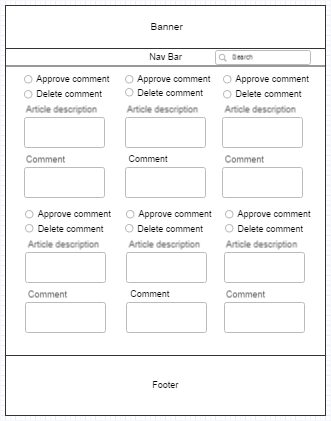 Banner
Nav Bar
Search
Approve comment Approve comment Approve comment
Delete comment Delete comment Delete comment
Article description Article description Article description
Comment Comment Comment
Approve comment Approve comment Approve comment
Delete comment Delete comment Delete comment
Article description Article description Article description
Comment Comment Comment
Footer